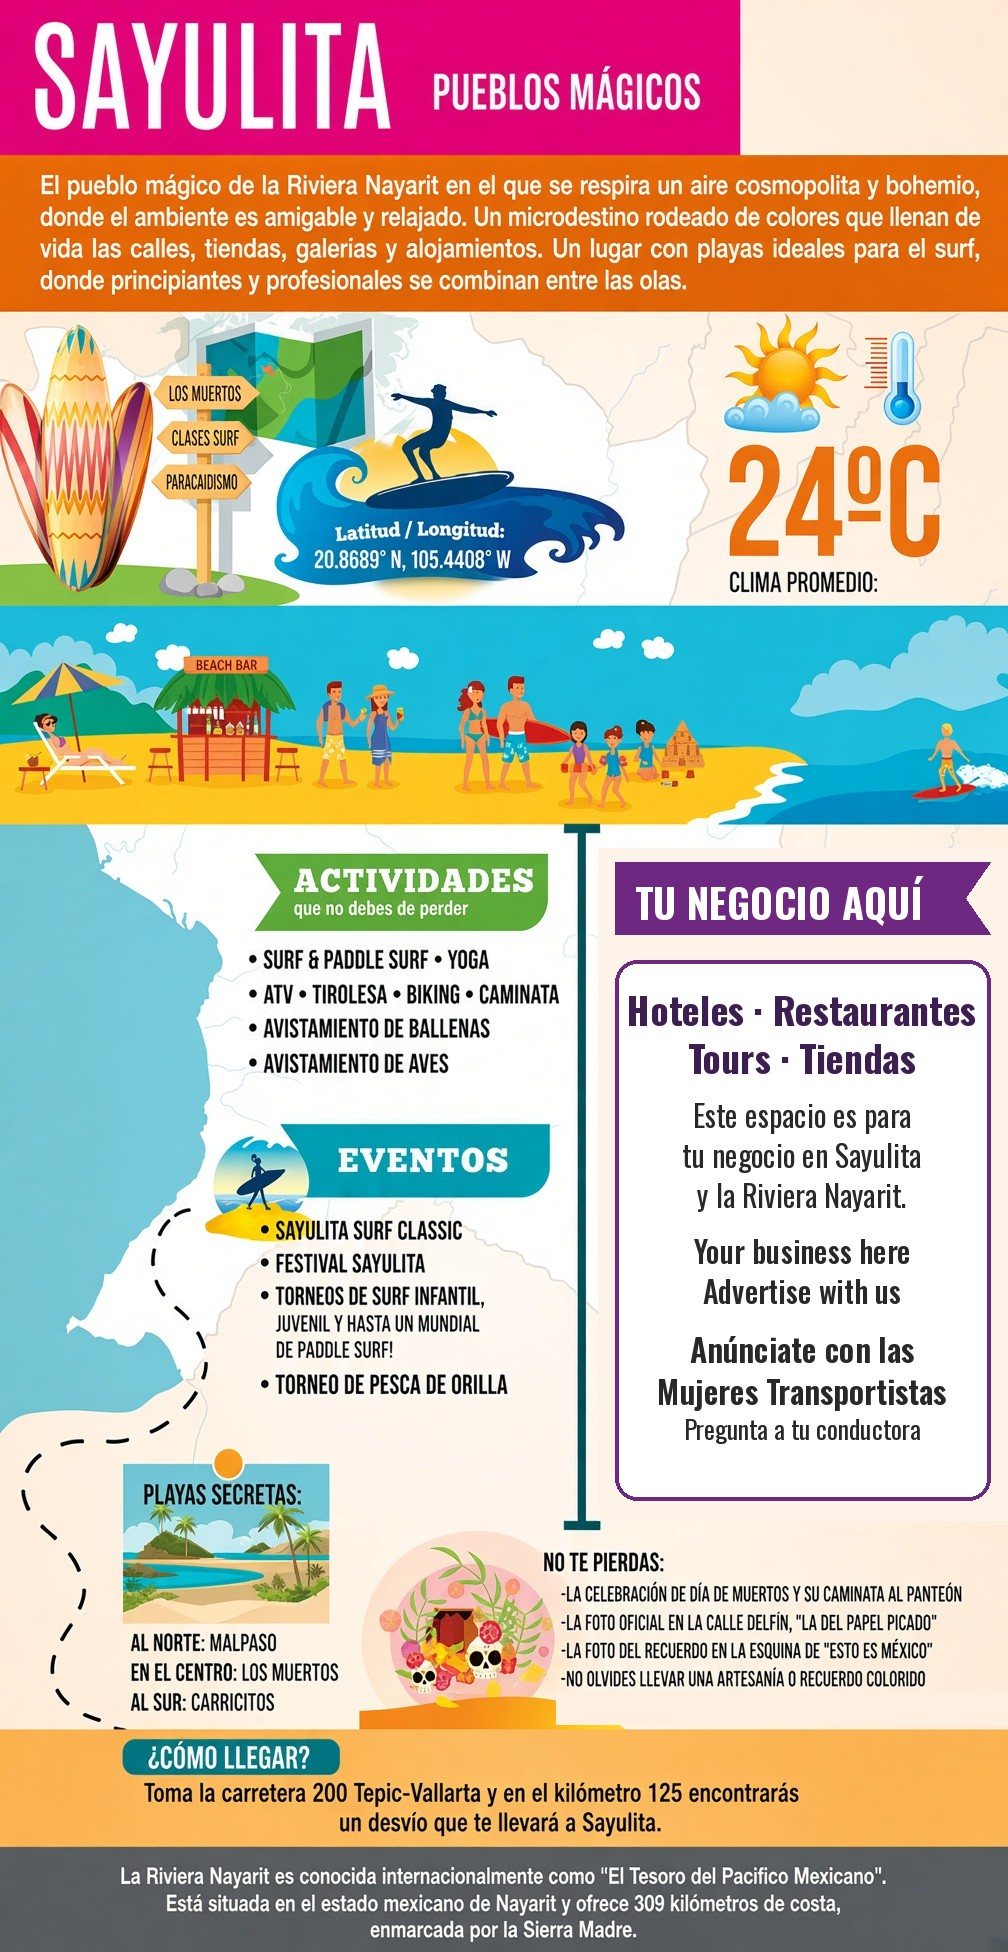 SAYULITA
PUEBLOS MÁGICOS
El pueblo mágico de la Riviera Nayarit en el que se respira un aire cosmopolita y bohemio,
donde el ambiente es amigable y relajado. Un microdestino rodeado de colores que llenan de
vida las calles, tiendas, galerías y alojamientos. Un lugar con playas ideales para el surf,
donde principiantes y profesionales se combinan entre las olas.
LOS MUERTOS
CLASES SURF
PARACAIDISMO
Latitud / Longitud:
20.8689° N, 105.4408° W
24ºC
CLIMA PROMEDIO:
BEACH BAR
ACTIVIDADES
que no debes de perder
• SURF & PADDLE SURF • YOGA
• ATV • TIROLESA • BIKING • CAMINATA
• AVISTAMIENTO DE BALLENAS
• AVISTAMIENTO DE AVES
EVENTOS
• SAYULITA SURF CLASSIC
• FESTIVAL SAYULITA
• TORNEOS DE SURF INFANTIL,
JUVENIL Y HASTA UN MUNDIAL
DE PADDLE SURF!
• TORNEO DE PESCA DE ORILLA
TU NEGOCIO AQUÍ
Hoteles · Restaurantes
Tours · Tiendas
Este espacio es para
tu negocio en Sayulita
y la Riviera Nayarit.
Your business here
Advertise with us
Anúnciate con las
Mujeres Transportistas
Pregunta a tu conductora
PLAYAS SECRETAS:
AL NORTE: MALPASO
EN EL CENTRO: LOS MUERTOS
AL SUR: CARRICITOS
NO TE PIERDAS:
-LA CELEBRACIÓN DE DÍA DE MUERTOS Y SU CAMINATA AL PANTEÓN
-LA FOTO OFICIAL EN LA CALLE DELFÍN, "LA DEL PAPEL PICADO"
-LA FOTO DEL RECUERDO EN LA ESQUINA DE "ESTO ES MÉXICO"
-NO OLVIDES LLEVAR UNA ARTESANÍA O RECUERDO COLORIDO
¿CÓMO LLEGAR?
Toma la carretera 200 Tepic-Vallarta y en el kilómetro 125 encontrarás
un desvío que te llevará a Sayulita.
La Riviera Nayarit es conocida internacionalmente como "El Tesoro del Pacifico Mexicano".
Está situada en el estado mexicano de Nayarit y ofrece 309 kilómetros de costa,
enmarcada por la Sierra Madre.